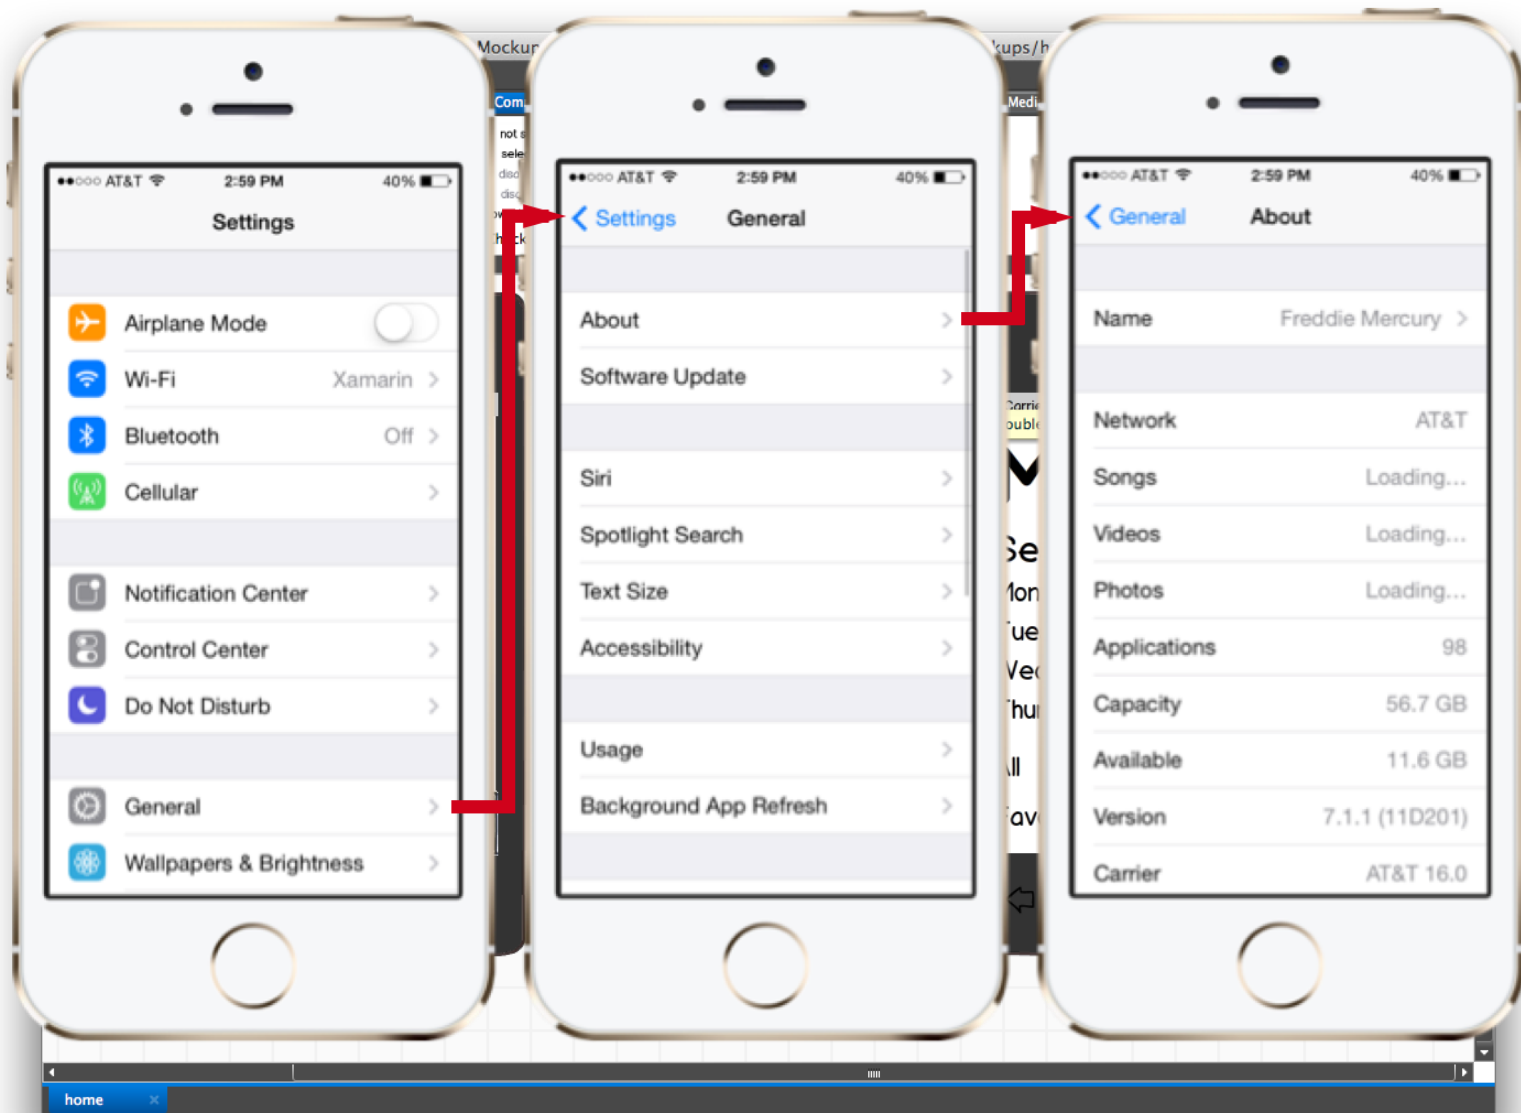 Settings
AT&T 2:59 PM 40%
Airplane Mode
Wi-Fi Xamarin
Bluetooth Off
Cellular
Notification Center
Control Center
Do Not Disturb
General
Wallpapers & Brightness
AT&T 2:59 PM 40%
Settings General
About
Software Update
Siri
Spotlight Search
Text Size
Accessibility
Usage
Background App Refresh
AT&T 2:59 PM 40%
General About
Name Freddie Mercury
Network AT&T
Songs Loading...
Videos Loading...
Photos Loading...
Applications 98
Capacity 56.7 GB
Available 11.6 GB
Version 7.1.1 (11D201)
Carrier AT&T 16.0
home